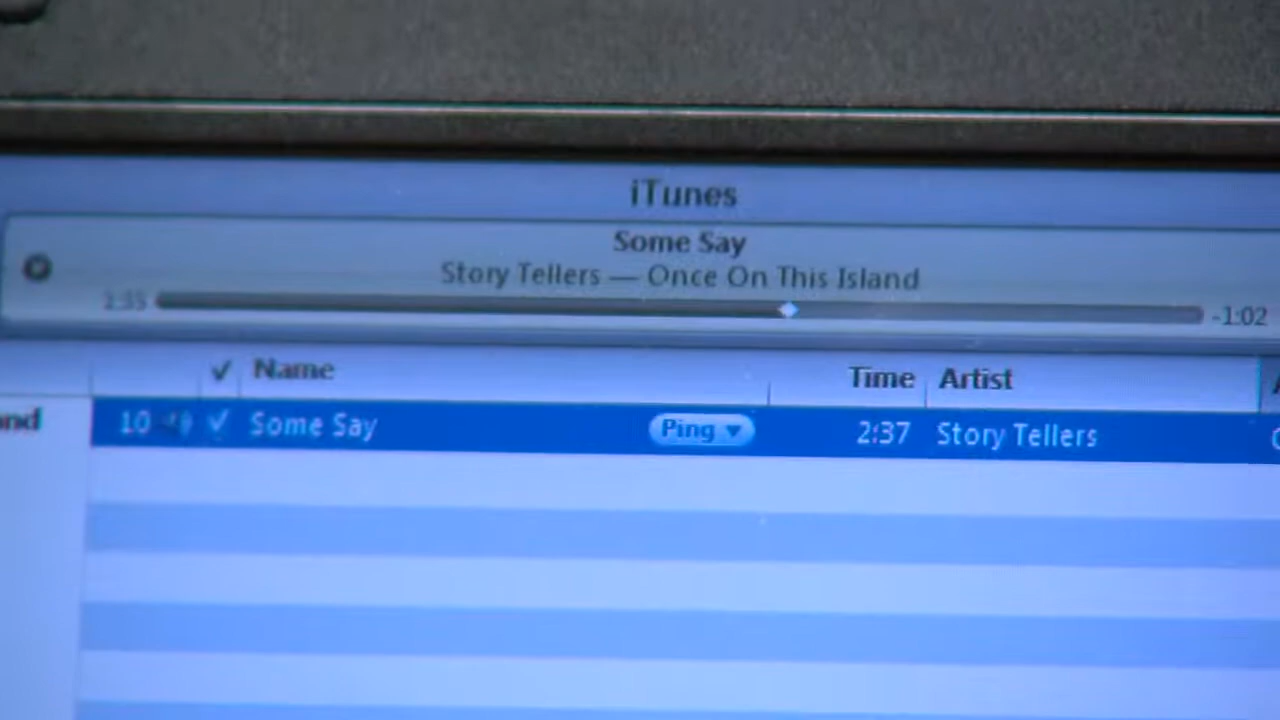 iTunes
Some Say
Story Tellers — Once On This Island
-1:02
✓ Name Time Artist
10 ✓ Some Say Ping ▼ 2:37 Story Tellers